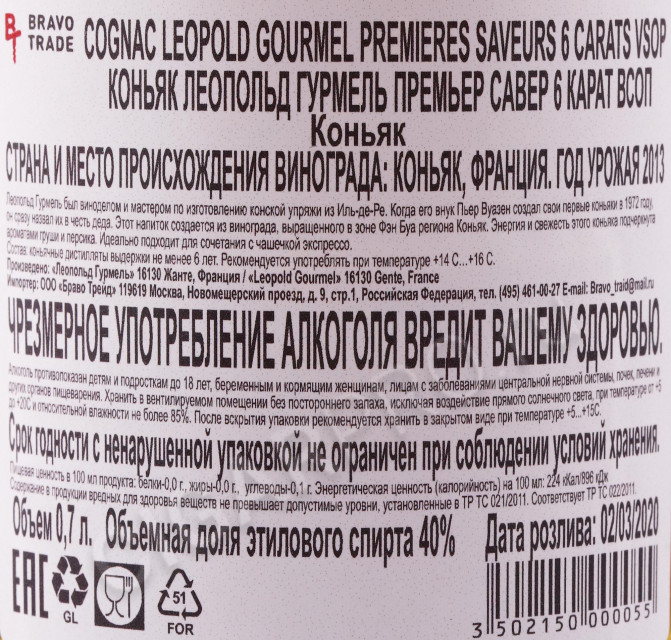 BRAVO
TRADE
COGNAC LEOPOLD GOURMEL PREMIERES SAVEURS 6 CARATS VSOP
КОНЬЯК ЛЕОПОЛЬД ГУРМЕЛЬ ПРЕМЬЕР САВЕР 6 КАРАТ ВСОП
Коньяк
СТРАНА И МЕСТО ПРОИСХОЖДЕНИЯ ВИНОГРАДА: КОНЬЯК, ФРАНЦИЯ. ГОД УРОЖАЯ 2013
Леопольд Гурмель был виноделом и мастером по изготовлению конской упряжи из Иль-де-Ре. Когда его внук Пьер Вуазен создал свои первые коньяки в 1972 году,
он сразу назвал их в честь деда. Этот напиток создается из винограда, выращенного в зоне Фэн Буа региона Коньяк. Энергия и свежесть этого коньяка подчеркнута
ароматами груши и персика. Идеально подходит для сочетания с чашечкой экспрессо.
Состав: коньячные дистилляты выдержки не менее 6 лет. Рекомендуется употреблять при температуре +14 С...+16 С.
Произведено: «Леопольд Гурмель» 16130 Жанте, Франция / «Leopold Gourmel» 16130 Gente, France
Импортер: ООО «Браво Трейд» 119619 Москва, Новомещерский проезд, д. 9, стр.1, Российская Федерация, тел. (495) 461-00-27 E-mail: Bravo_traid@mail.ru
ЧРЕЗМЕРНОЕ УПОТРЕБЛЕНИЕ АЛКОГОЛЯ ВРЕДИТ ВАШЕМУ ЗДОРОВЬЮ.
Алкоголь противопоказан детям и подросткам до 18 лет, беременным и кормящим женщинам, лицам с заболеваниями центральной нервной системы, почек, печени и
других органов пищеварения. Хранить в вентилируемом помещении без постороннего запаха, исключая воздействие прямого солнечного света, при температуре от +5
до +20С и относительной влажности не более 85%. После вскрытия упаковки рекомендуется хранить в закрытом виде при температуре +5...+15С.
Срок годности с ненарушенной упаковкой не ограничен при соблюдении условий хранения.
Пищевая ценность в 100 мл продукта: белки-0,0 г., жиры-0,0 г., углеводы-0,1 г. Энергетическая ценность (калорийность) на 100 мл: 224 кКал/896 кДж
Содержание в продукции вредных для здоровья веществ не превышает допустимые уровни, установленные в ТР ТС 021/2011. Соответствует ТР ТС 022/2011.
Объем 0,7 л. Объемная доля этилового спирта 40% Дата розлива: 02/03/2020
EAC
GL
51
FOR
3 502150 000055